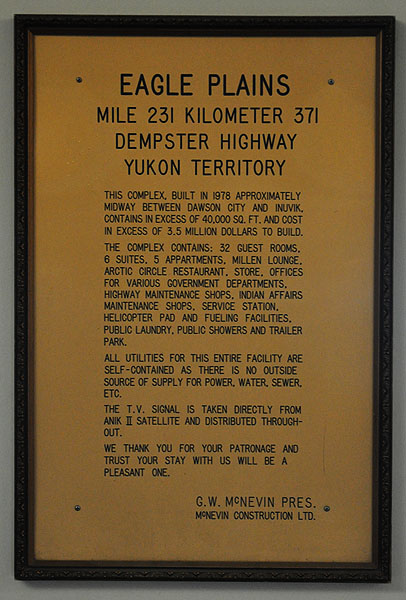 EAGLE PLAINS
MILE 231 KILOMETER 371
DEMPSTER HIGHWAY
YUKON TERRITORY
THIS COMPLEX, BUILT IN 1978 APPROXIMATELY
MIDWAY BETWEEN DAWSON CITY AND INUVIK,
CONTAINS IN EXCESS OF 40,000 SQ. FT. AND COST
IN EXCESS OF 3.5 MILLION DOLLARS TO BUILD.
THE COMPLEX CONTAINS: 32 GUEST ROOMS,
6 SUITES, 5 APPARTMENTS, MILLEN LOUNGE,
ARCTIC CIRCLE RESTAURANT, STORE, OFFICES
FOR VARIOUS GOVERNMENT DEPARTMENTS,
HIGHWAY MAINTENANCE SHOPS, INDIAN AFFAIRS
MAINTENANCE SHOPS, SERVICE STATION,
HELICOPTER PAD AND FUELING FACILITIES,
PUBLIC LAUNDRY, PUBLIC SHOWERS AND TRAILER
PARK.
ALL UTILITIES FOR THIS ENTIRE FACILITY ARE
SELF-CONTAINED AS THERE IS NO OUTSIDE
SOURCE OF SUPPLY FOR POWER, WATER, SEWER,
ETC.
THE T.V. SIGNAL IS TAKEN DIRECTLY FROM
ANIK II SATELLITE AND DISTRIBUTED THROUGH-
OUT.
WE THANK YOU FOR YOUR PATRONAGE AND
TRUST YOUR STAY WITH US WILL BE A
PLEASANT ONE.
G.W. McNEVIN PRES.
McNEVIN CONSTRUCTION LTD.